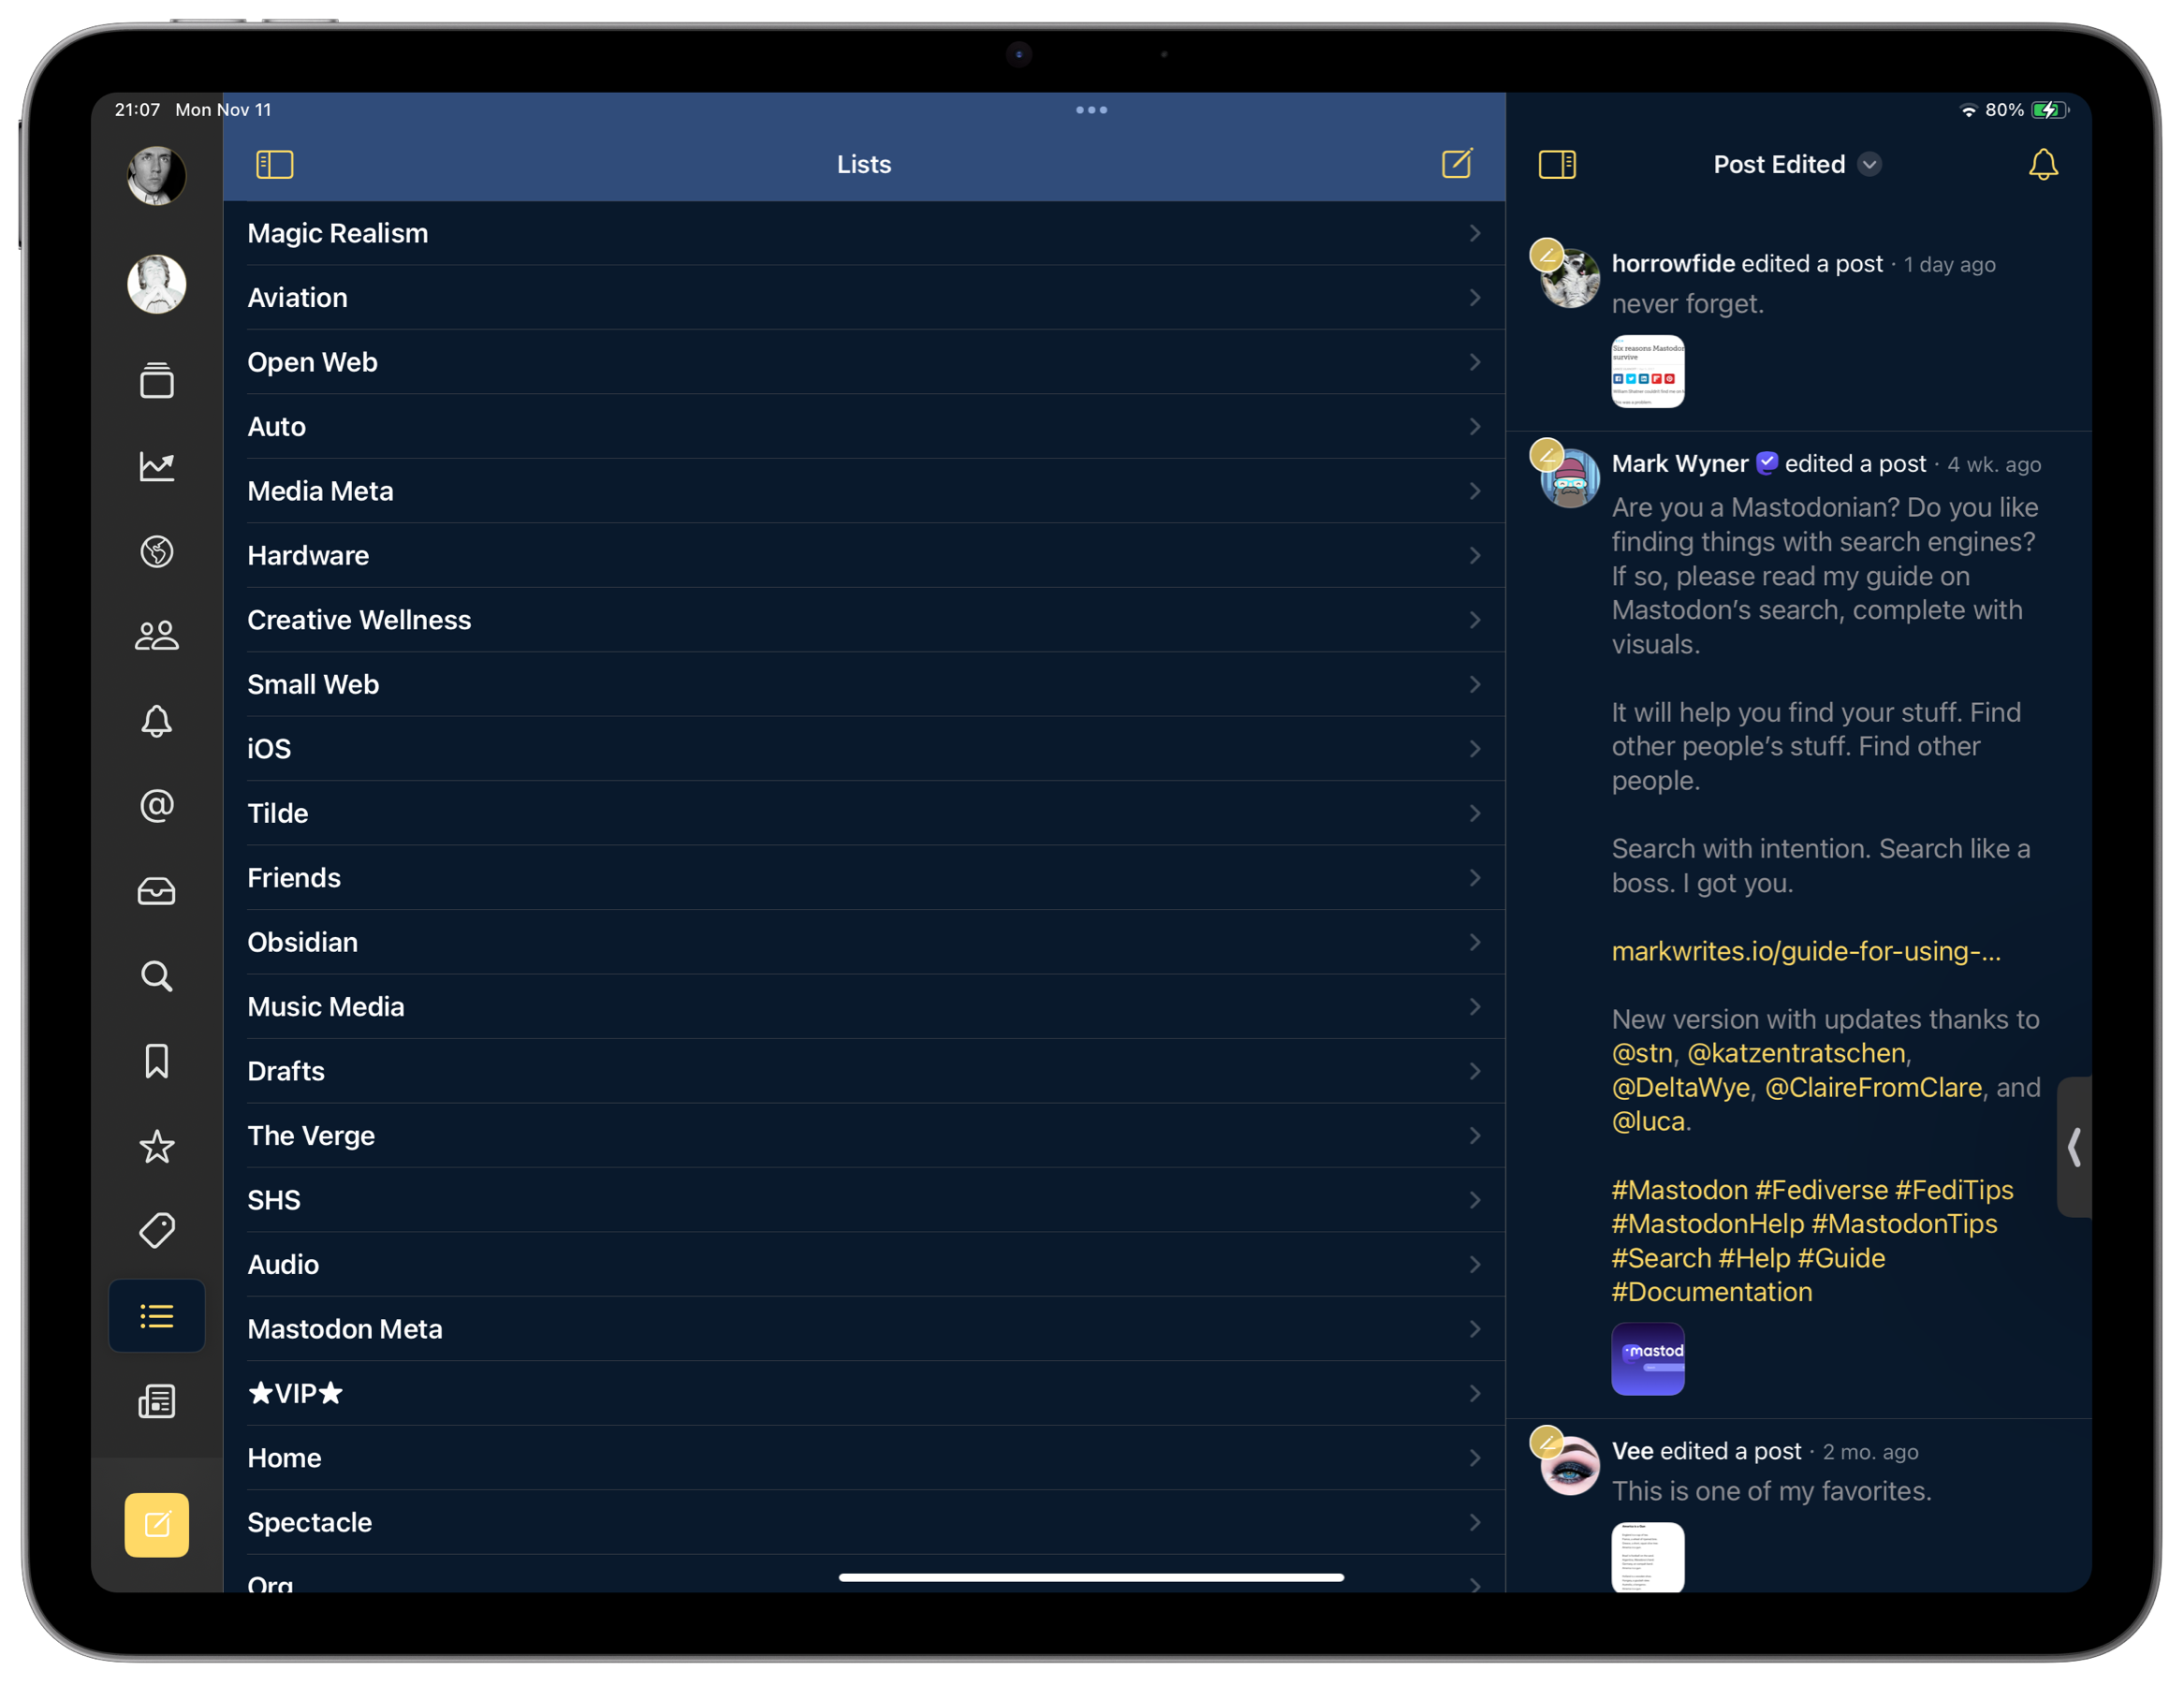 21:07 Mon Nov 11
80%
Lists
Magic Realism
Aviation
Open Web
Auto
Media Meta
Hardware
Creative Wellness
Small Web
iOS
Tilde
Friends
Obsidian
Music Media
Drafts
The Verge
SHS
Audio
Mastodon Meta
★VIP★
Home
Spectacle
Org
Post Edited
horrowfide edited a post · 1 day ago
never forget.
Six reasons Mastodon
survive
Mark Wyner edited a post · 4 wk. ago
Are you a Mastodonian? Do you like
finding things with search engines?
If so, please read my guide on
Mastodon’s search, complete with
visuals.
It will help you find your stuff. Find
other people’s stuff. Find other
people.
Search with intention. Search like a
boss. I got you.
markwrites.io/guide-for-using-...
New version with updates thanks to
@stn, @katzentratschen,
@DeltaWye, @ClaireFromClare, and
@luca.
#Mastodon #Fediverse #FediTips
#MastodonHelp #MastodonTips
#Search #Help #Guide
#Documentation
mastod
Vee edited a post · 2 mo. ago
This is one of my favorites.